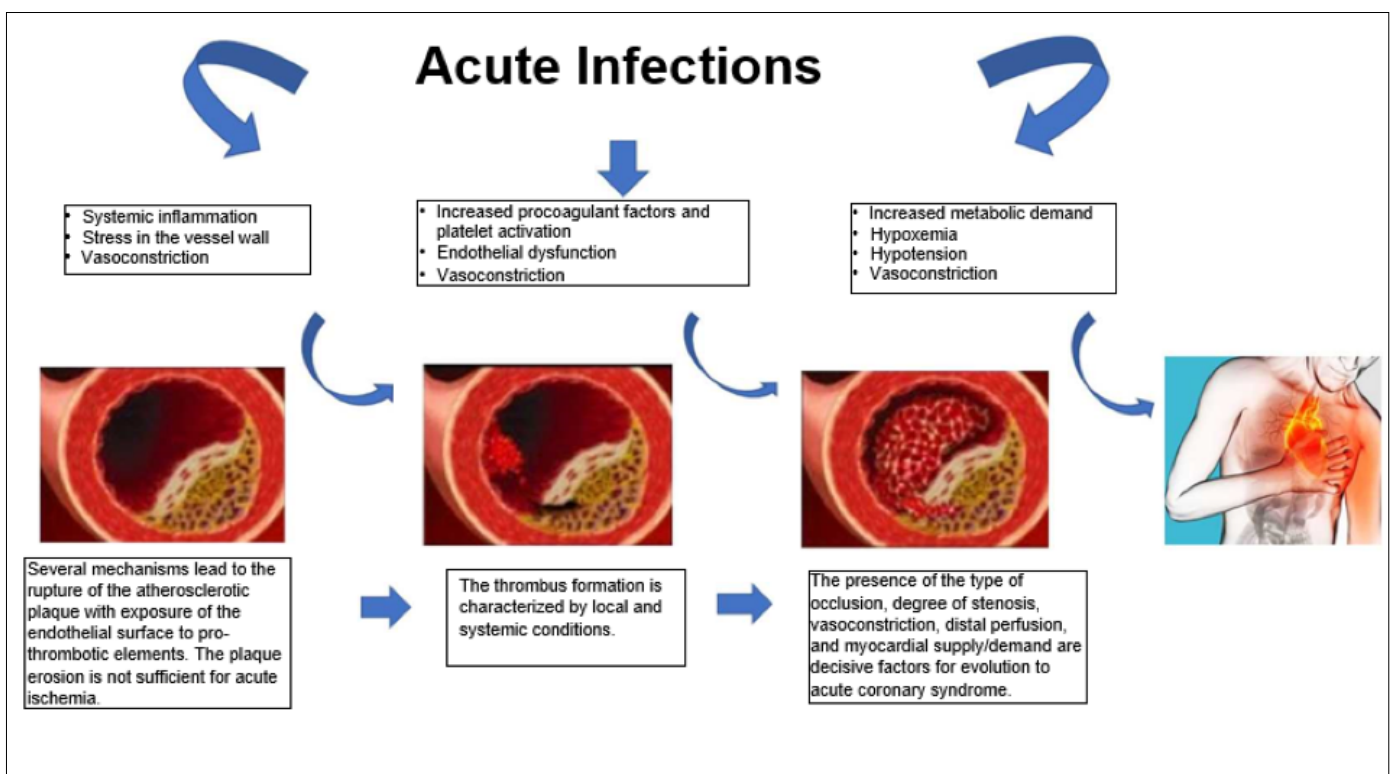 Acute Infections
• Systemic inflammation
• Stress in the vessel wall
• Vasoconstriction
• Increased procoagulant factors and
platelet activation
• Endothelial dysfunction
• Vasoconstriction
• Increased metabolic demand
• Hypoxemia
• Hypotension
• Vasoconstriction
Several mechanisms lead to the
rupture of the atherosclerotic
plaque with exposure of the
endothelial surface to pro-
thrombotic elements. The plaque
erosion is not sufficient for acute
ischemia.
The thrombus formation is
characterized by local and
systemic conditions.
The presence of the type of
occlusion, degree of stenosis,
vasoconstriction, distal perfusion,
and myocardial supply/demand are
decisive factors for evolution to
acute coronary syndrome.